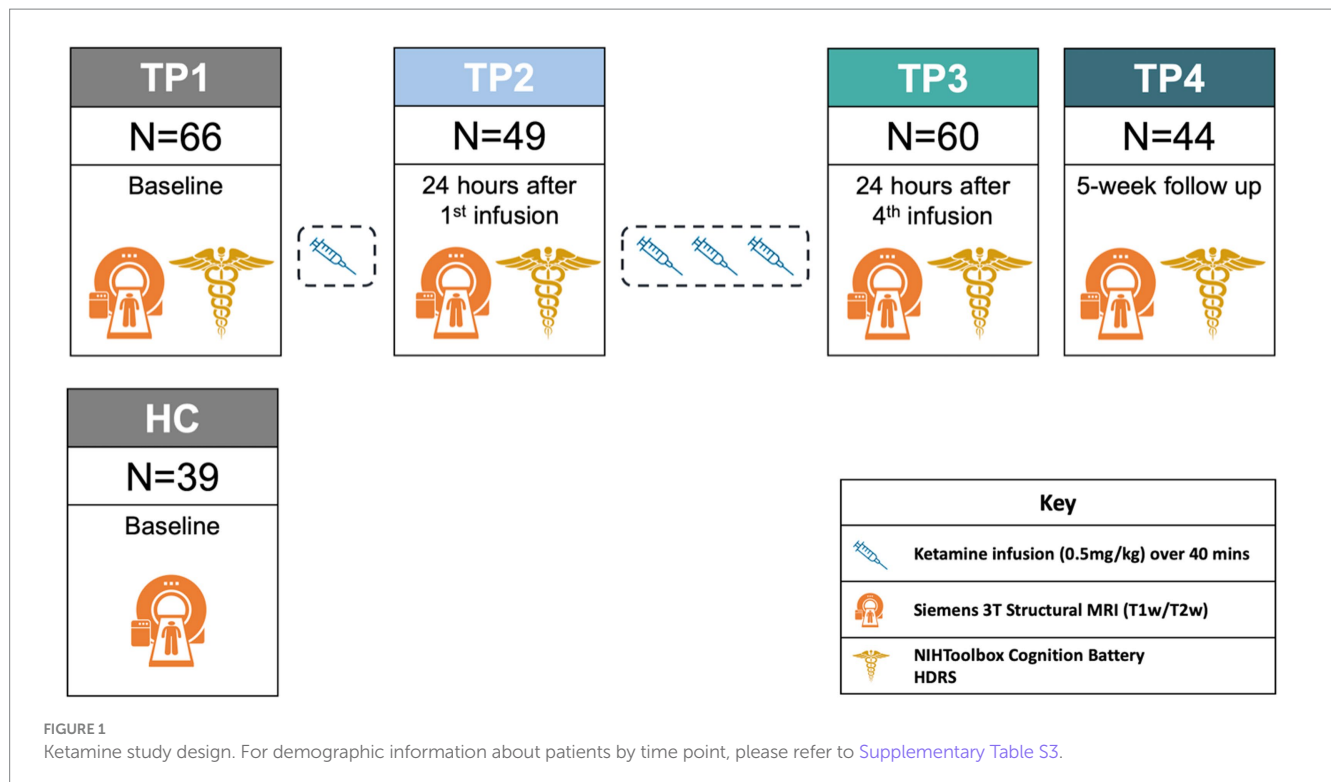 TP1
N=66
Baseline
TP2
N=49
24 hours after
1st infusion
TP3
N=60
24 hours after
4th infusion
TP4
N=44
5-week follow up
HC
N=39
Baseline
Key
Ketamine infusion (0.5mg/kg) over 40 mins
Siemens 3T Structural MRI (T1w/T2w)
NIHToolbox Cognition Battery
HDRS
FIGURE 1
Ketamine study design. For demographic information about patients by time point, please refer to Supplementary Table S3.